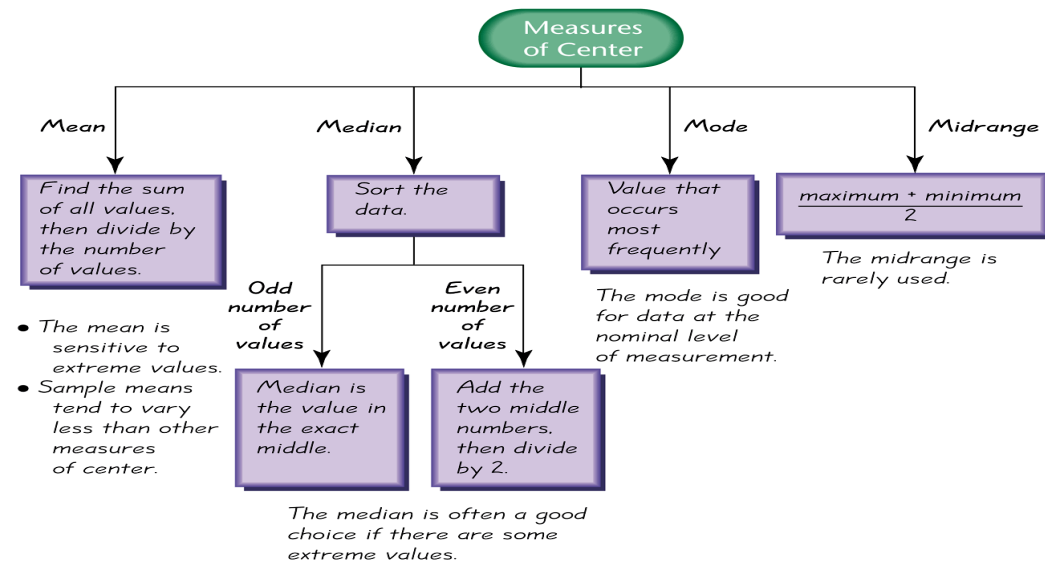 Measures
of Center
Mean
Find the sum
of all values,
then divide by
the number
of values.
• The mean is
sensitive to
extreme values.
• Sample means
tend to vary
less than other
measures
of center.
Median
Sort the
data.
Odd
number
of
values
Median is
the value in
the exact
middle.
Even
number
of
values
Add the
two middle
numbers,
then divide
by 2.
The median is often a good
choice if there are some
extreme values.
Mode
Value that
occurs
most
frequently
The mode is good
for data at the
nominal level
of measurement.
Midrange
maximum + minimum
2
The midrange is
rarely used.